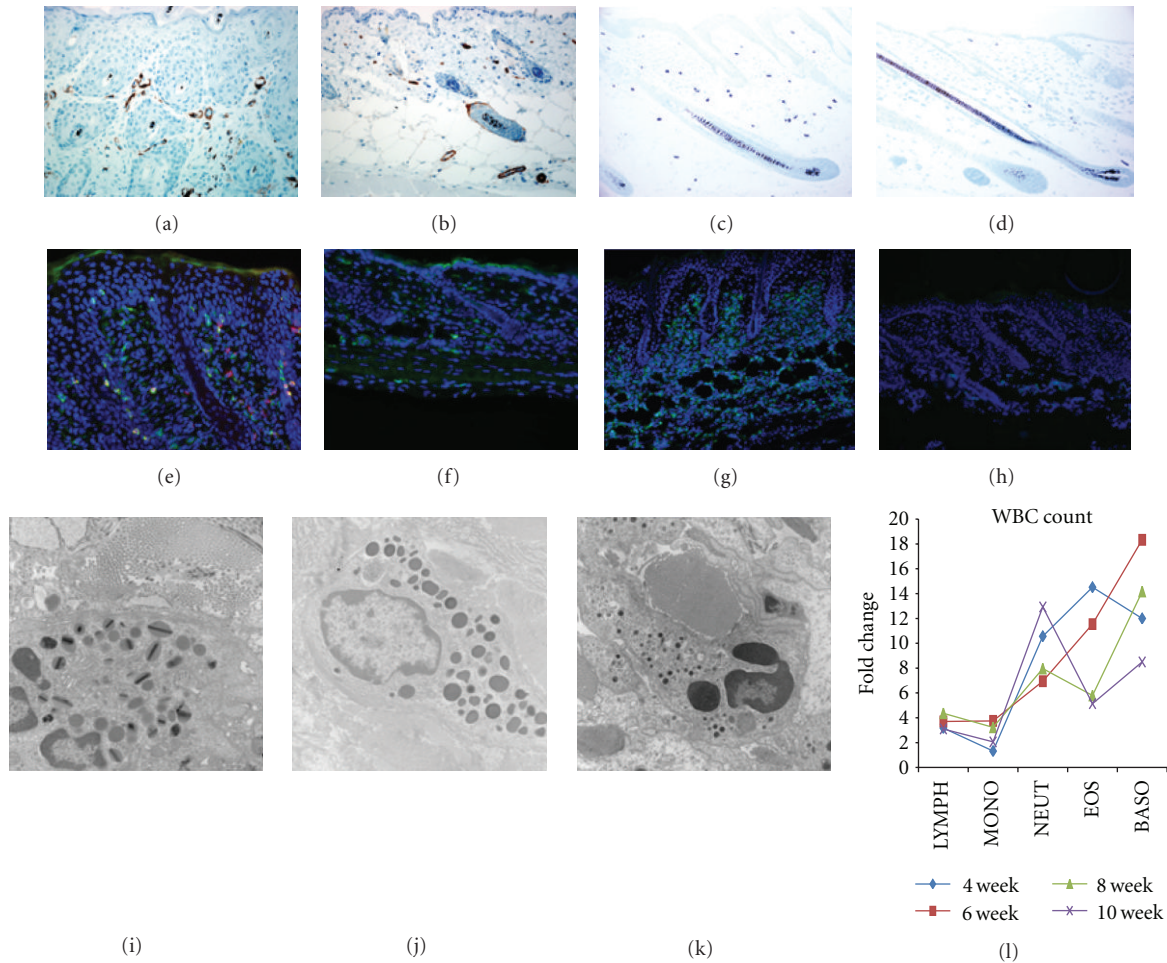 (a)
(b)
(c)
(d)
(e)
(f)
(g)
(h)
(i)
(j)
(k)
WBC count
Fold change
20
18
16
14
12
10
8
6
4
2
0
LYMPH
MONO
NEUT
EOS
BASO
4 week
8 week
6 week
10 week
(l)